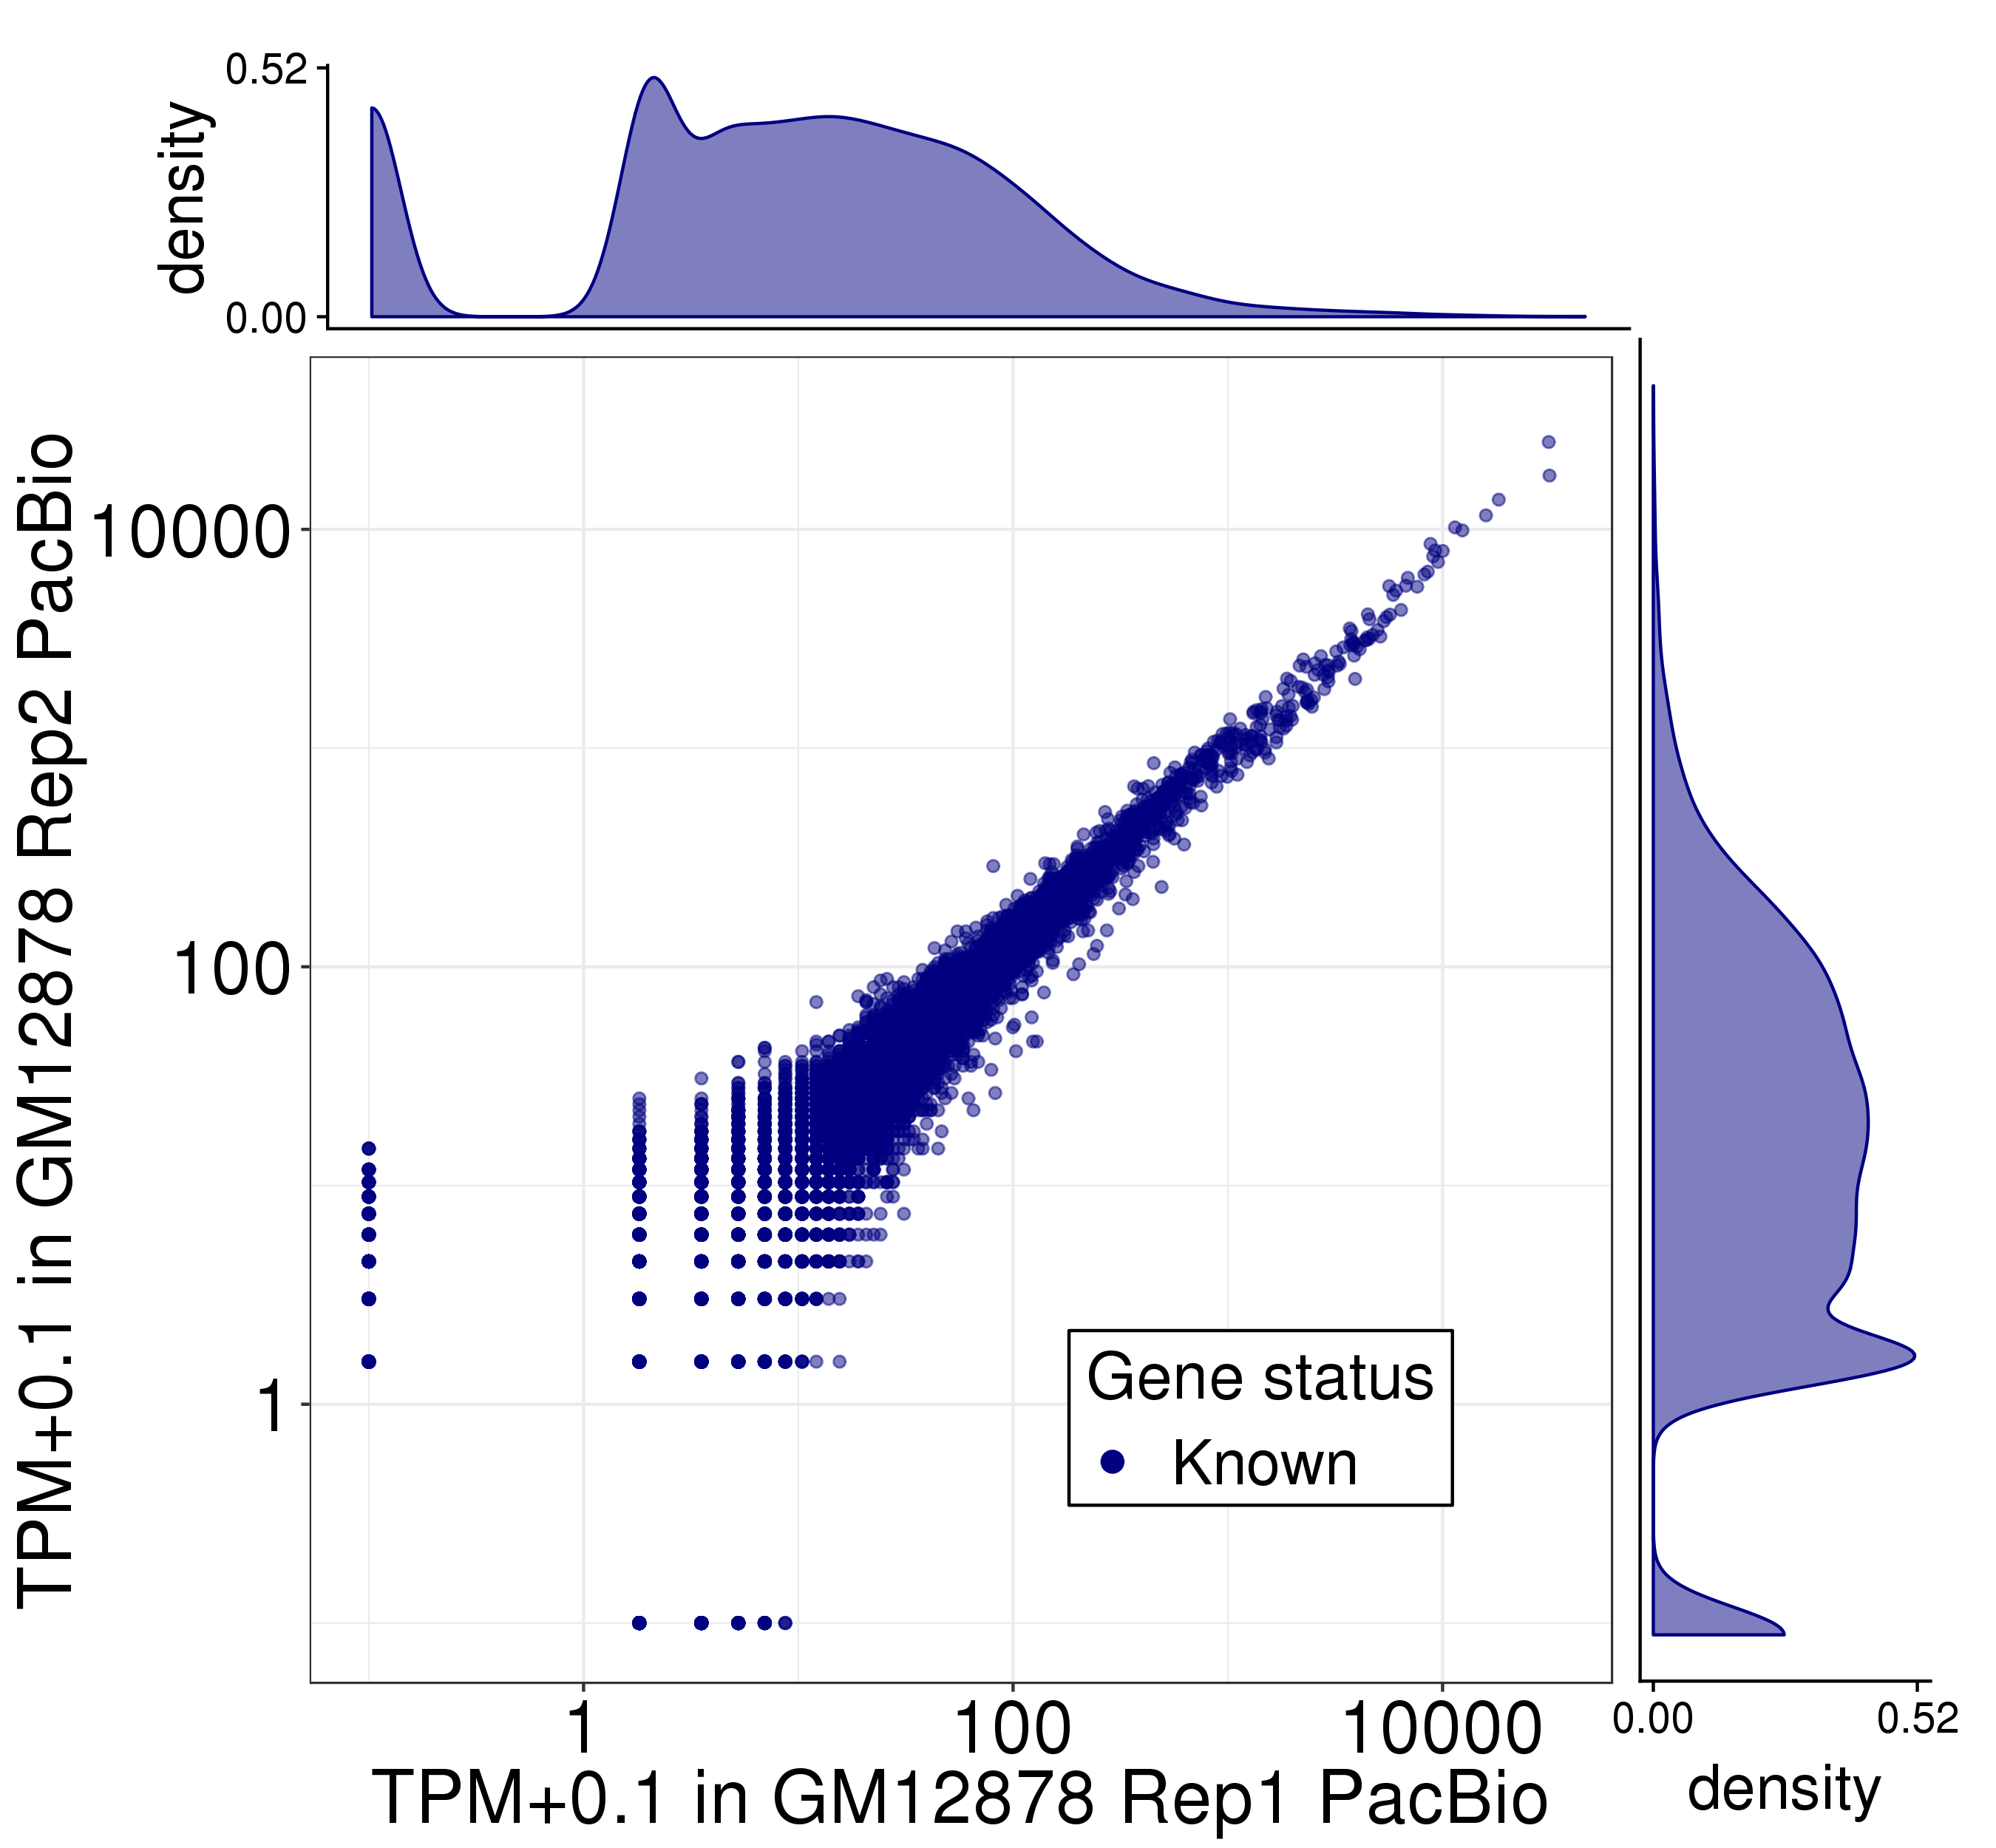 0.52
density
0.00
TPM+0.1 in GM12878 Rep2 PacBio
10000
100
1
Gene status
Known
1 100 10000
TPM+0.1 in GM12878 Rep1 PacBio
0.00 0.52
density